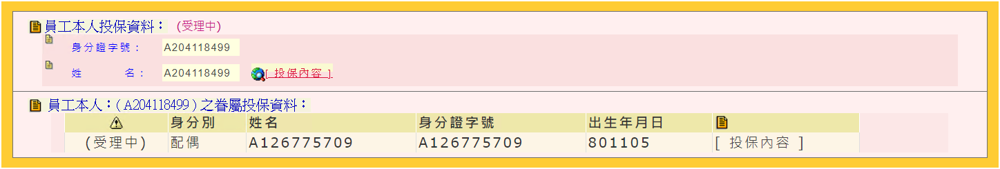 員工本人投保資料： (受理中)
身分證字號： A204118499
姓 名： A204118499 [ 投保內容 ]
員工本人：( A204118499 ) 之眷屬投保資料：
身分別 姓名 身分證字號 出生年月日
(受理中) 配偶 A126775709 A126775709 801105 [ 投保內容 ]